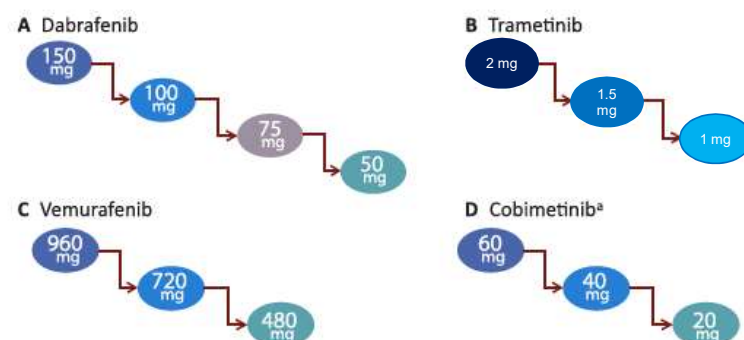 A Dabrafenib
150
mg
100
mg
75
mg
50
mg
B Trametinib
2 mg
1.5
mg
1 mg
C Vemurafenib
960
mg
720
mg
480
mg
D Cobimetinibª
60
mg
40
mg
20
mg